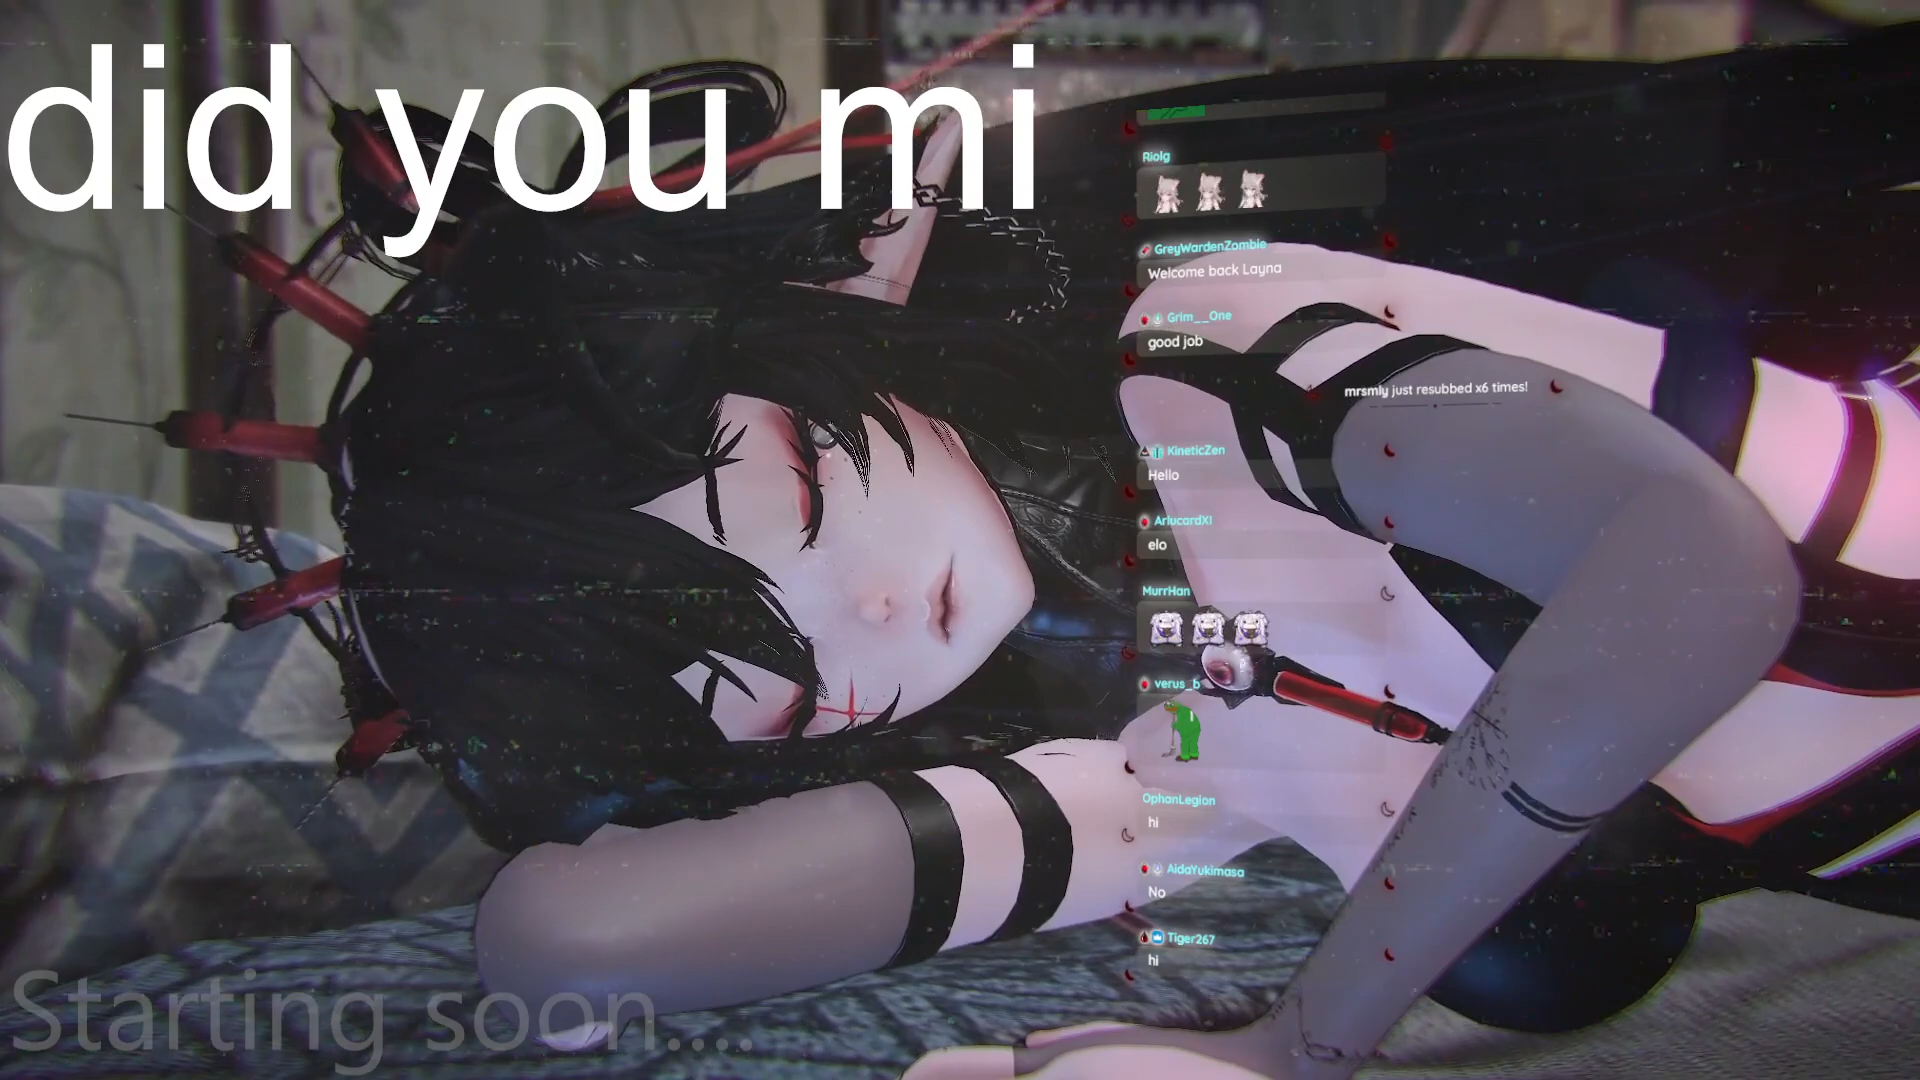 did you mi
Riolg
GreyWardenZombie
Welcome back Layna
Grim__One
good job
mrsmly just resubbed x6 times!
KineticZen
Hello
ArlucardXI
elo
MurrHan
verus_b
OphanLegion
hi
AidaYukimasa
No
Tiger267
hi
Starting soon....